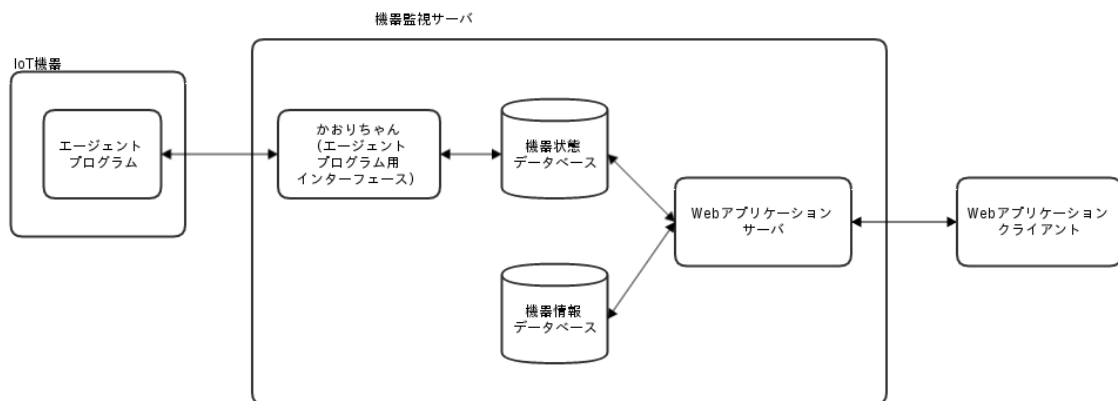 機器監視サーバ
IoT機器
エージェント
プログラム
かおりちゃん
（エージェント
プログラム用
インターフェース）
機器状態
データベース
機器情報
データベース
Webアプリケーション
サーバ
Webアプリケーション
クライアント